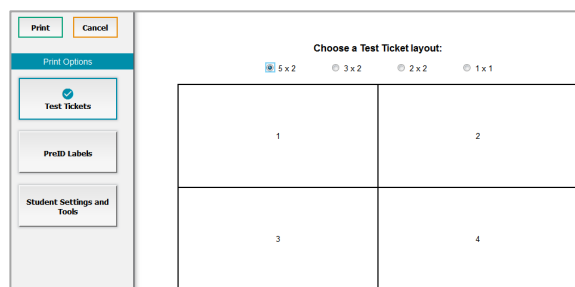 Print Cancel
Print Options
Test Tickets
PreID Labels
Student Settings and
Tools
Choose a Test Ticket layout:
5 x 2 3 x 2 2 x 2 1 x 1
1 2
3 4